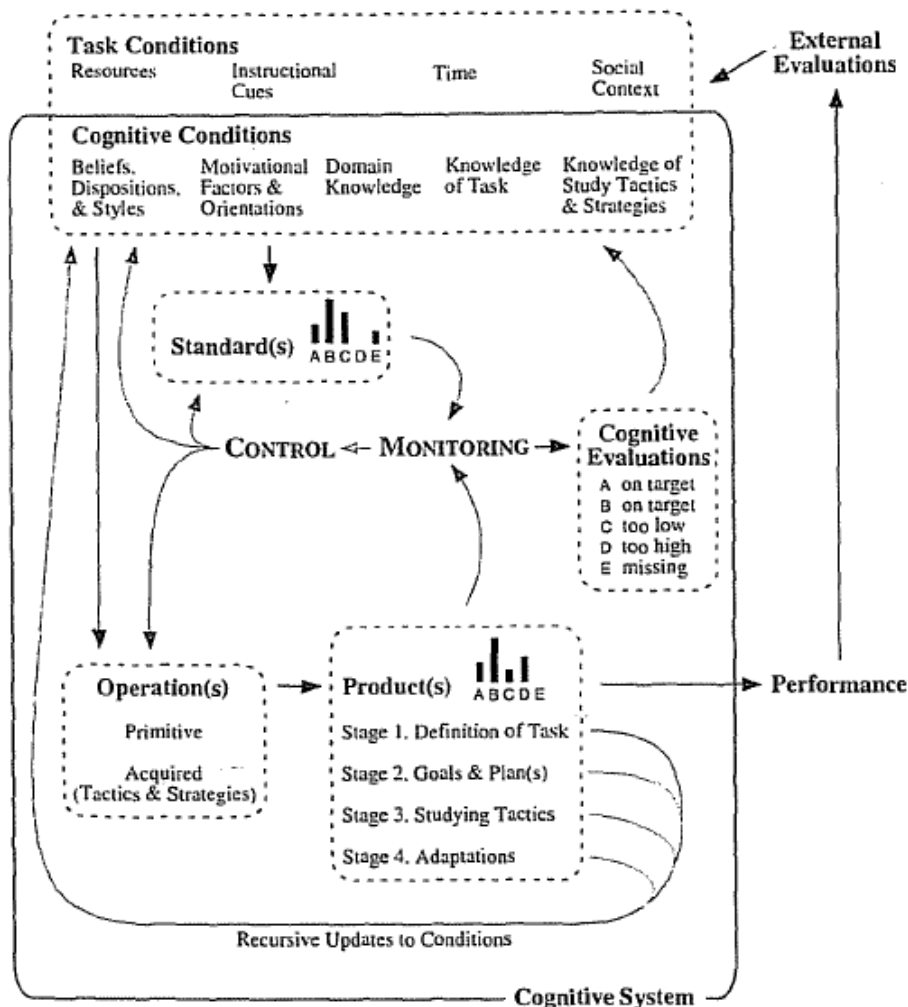 Task Conditions
External
Evaluations
Resources
Instructional
Cues
Time
Social
Context
Cognitive Conditions
Beliefs,
Dispositions,
& Styles
Motivational
Factors &
Orientations
Domain
Knowledge
Knowledge
of Task
Knowledge of
Study Tactics
& Strategies
Standard(s)
A B C D E
CONTROL
MONITORING
Cognitive
Evaluations
A on target
B on target
C too low
D too high
E missing
Operation(s)
Primitive
Acquired
(Tactics & Strategies)
Product(s)
A B C D E
Stage 1. Definition of Task
Stage 2. Goals & Plan(s)
Stage 3. Studying Tactics
Stage 4. Adaptations
Performance
Recursive Updates to Conditions
Cognitive System